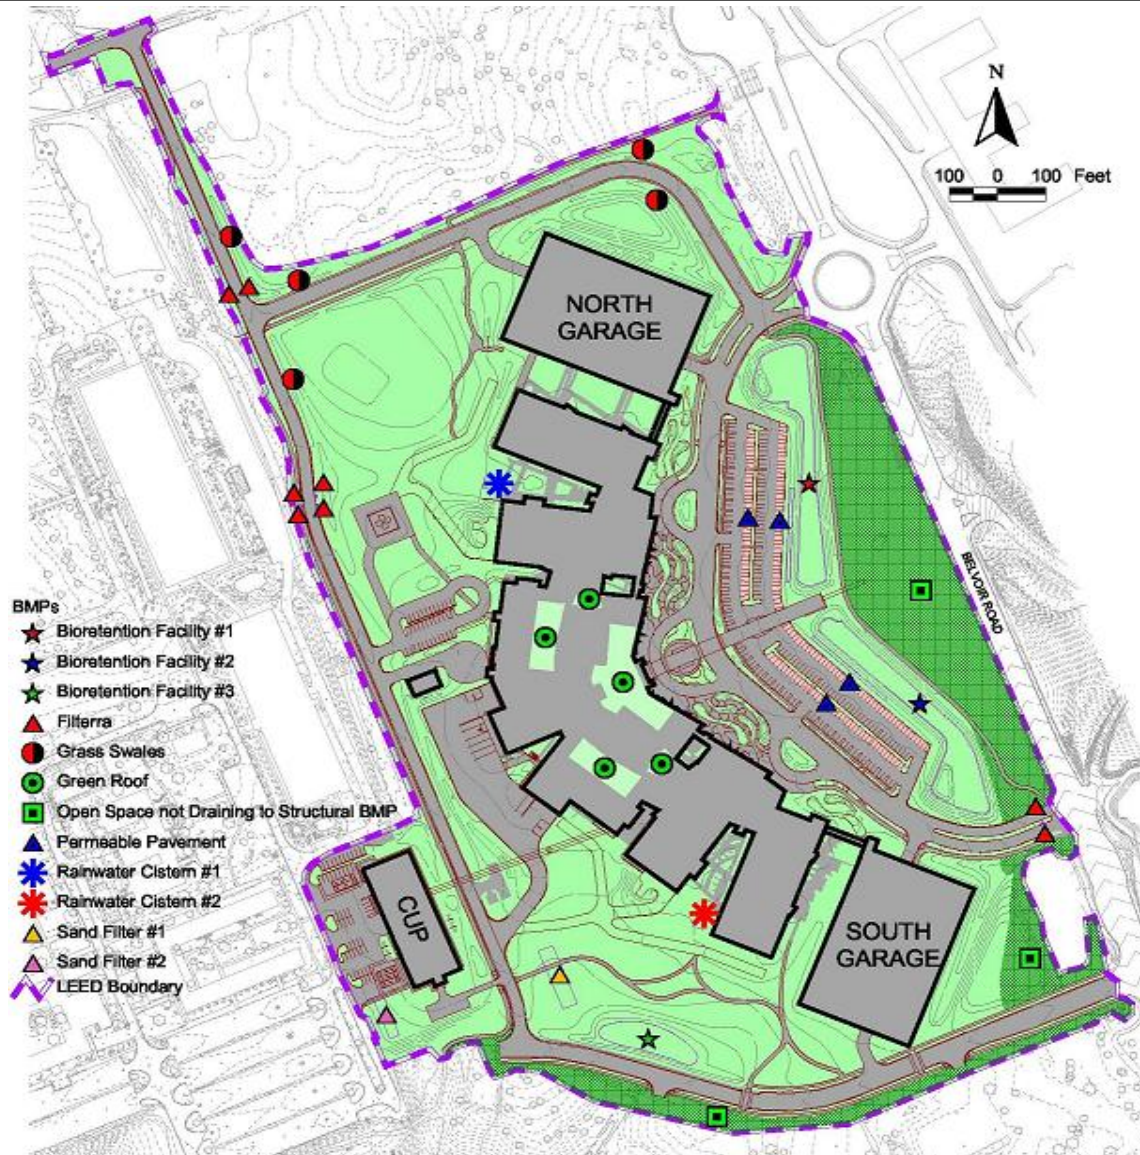 N
100 0 100 Feet
NORTH
GARAGE
BELVOIR ROAD
BMPs
Bioretention Facility #1
Bioretention Facility #2
Bioretention Facility #3
Filterra
Grass Swales
Green Roof
Open Space not Draining to Structural BMP
Permeable Pavement
Rainwater Cistern #1
Rainwater Cistern #2
Sand Filter #1
Sand Filter #2
LEED Boundary
CUP
SOUTH
GARAGE